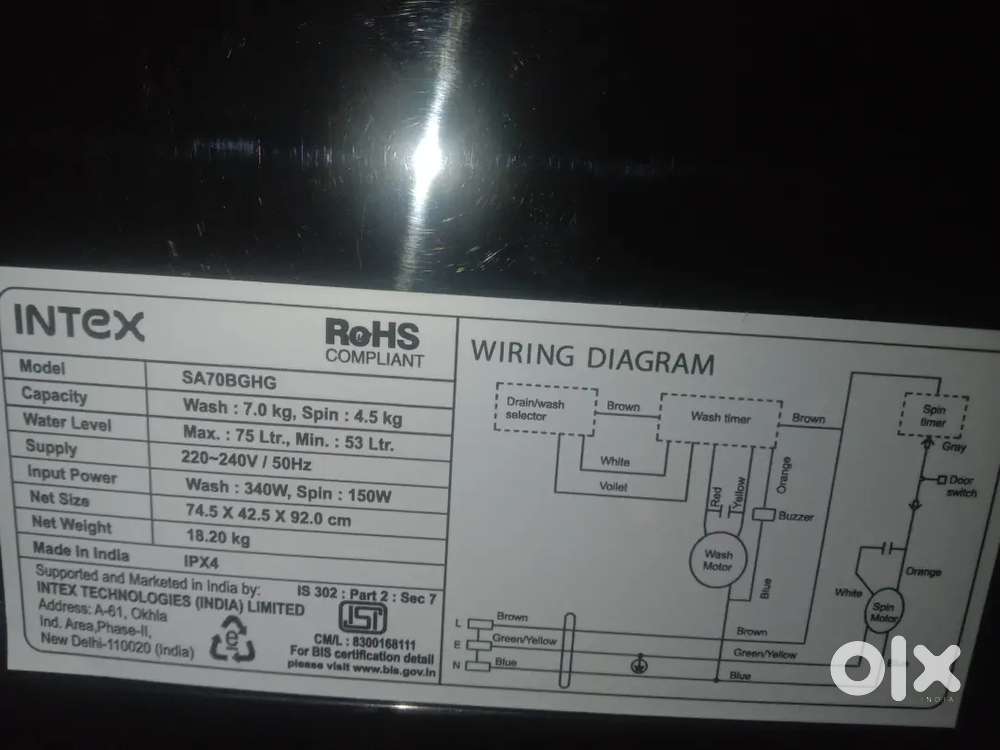 INTEX
RoHS
COMPLIANT
Model SA70BGHG
Capacity Wash : 7.0 kg, Spin : 4.5 kg
Water Level Max. : 75 Ltr., Min. : 53 Ltr.
Supply 220~240V / 50Hz
Input Power Wash : 340W, Spin : 150W
Net Size 74.5 X 42.5 X 92.0 cm
Net Weight 18.20 kg
Made In India IPX4
Supported and Marketed in India by:
INTEX TECHNOLOGIES (INDIA) LIMITED
Address: A-61, Okhla
Ind. Area,Phase-II,
New Delhi-110020 (India)
e
IS 302 : Part 2 : Sec 7
ISI
CM/L : 8300168111
For BIS certification detail
please visit www.bis.gov.in
WIRING DIAGRAM
Drain/wash
selector
Brown
Wash timer
Brown
Spin
timer
Gray
Door
switch
White
Voilet
Red
Yellow
Orange
Buzzer
Wash
Motor
Blue
Orange
White
Spin
Motor
L
Brown
Brown
E
Green/Yellow
Green/Yellow
N
Blue
Blue
Blue
olx
INDIA